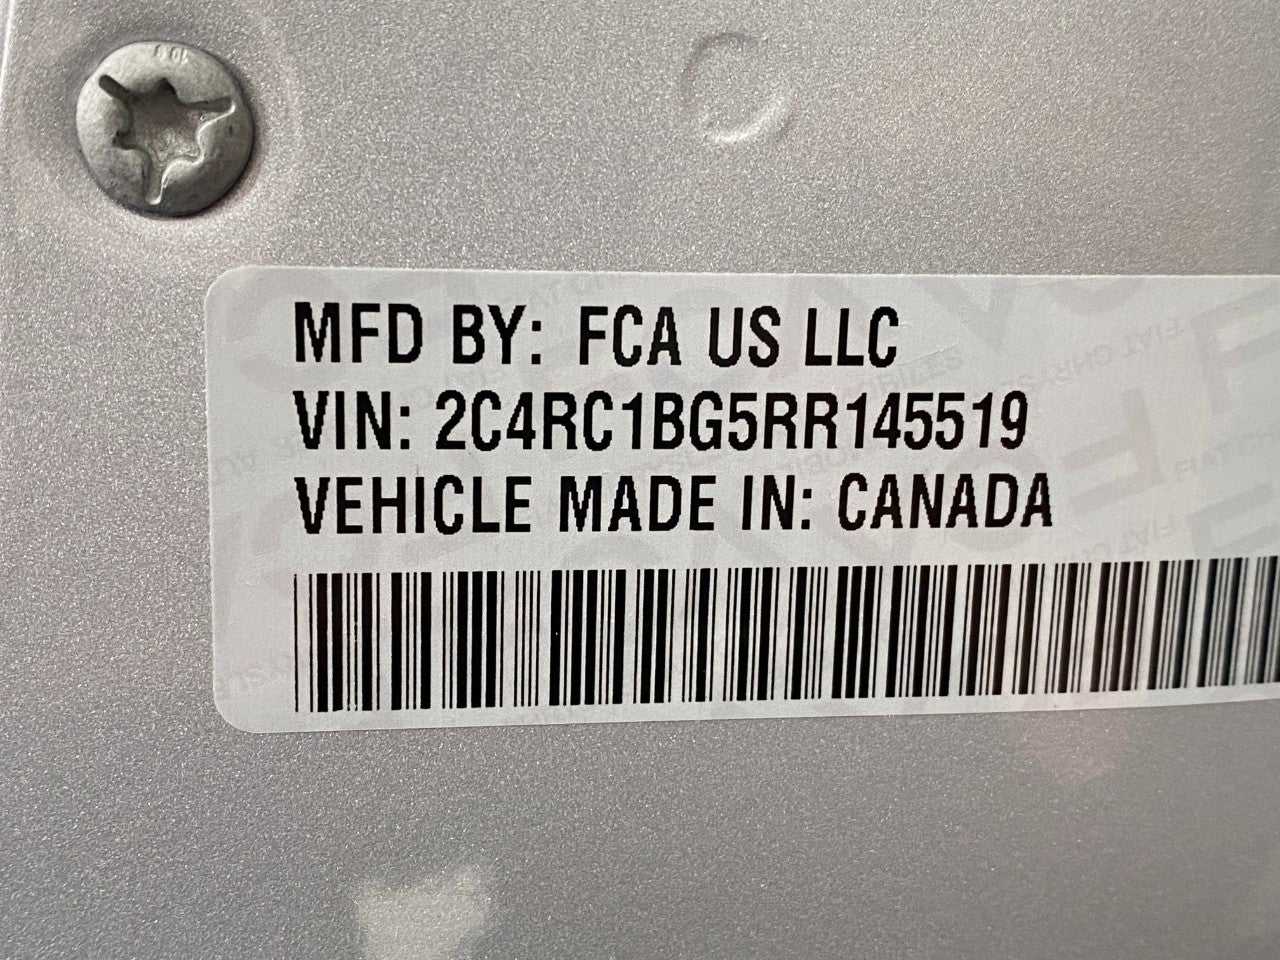 MFD BY: FCA US LLC
VIN: 2C4RC1BG5RR145519
VEHICLE MADE IN: CANADA